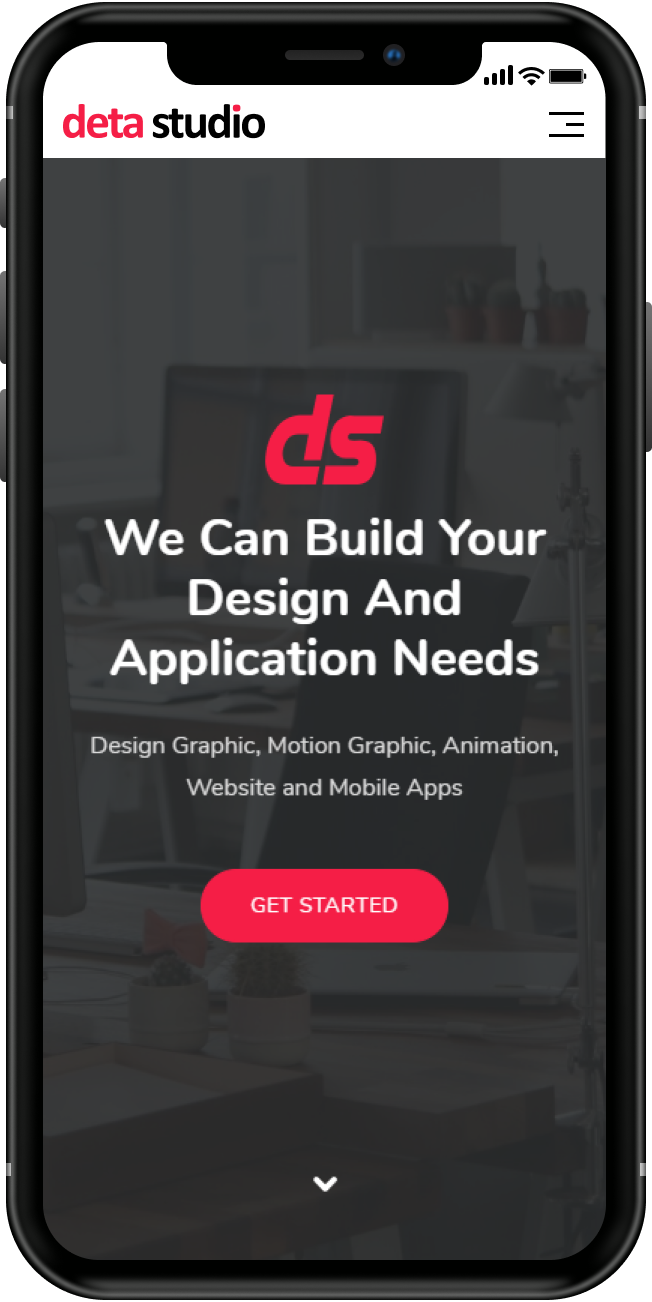 deta studio
ds
We Can Build Your
Design And
Application Needs
Design Graphic, Motion Graphic, Animation,
Website and Mobile Apps
GET STARTED